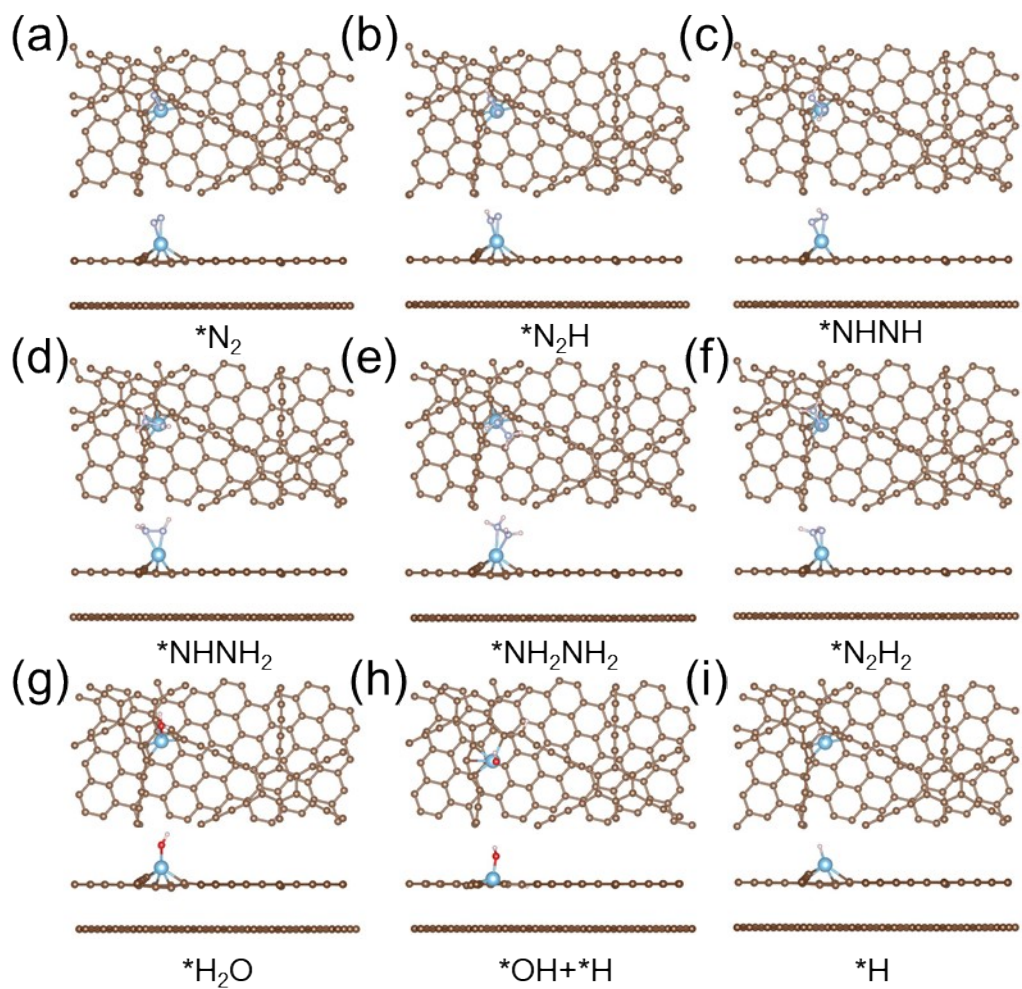 (a) (b) (c)
*N₂ *N₂H *NHNH
(d) (e) (f)
*NHNH₂ *NH₂NH₂ *N₂H₂
(g) (h) (i)
*H₂O *OH+*H *H